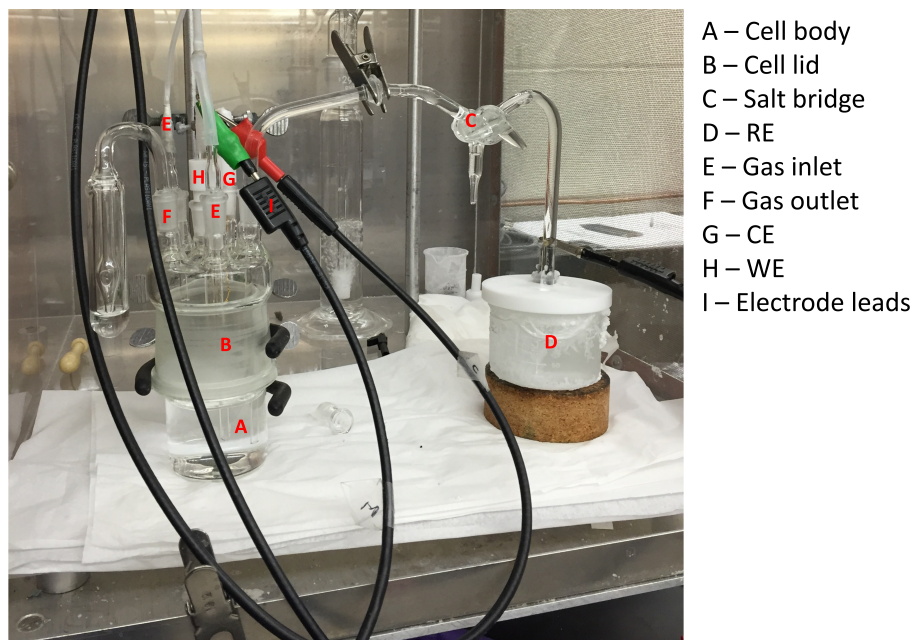 A – Cell body
B – Cell lid
C – Salt bridge
D – RE
E – Gas inlet
F – Gas outlet
G – CE
H – WE
I – Electrode leads
E
C
H
G
F
E
I
B
D
A